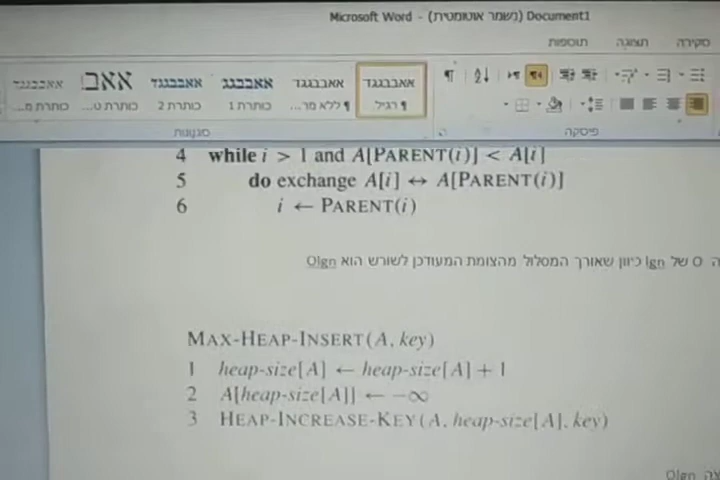 Microsoft Word - (נשמר אוטומטית) Document1
סקירה תצוגה תוספות
אאבבגגד אאבבגגד אאבבגגד אאבבגגד אאב אאבבגגד
¶ רגיל ¶ ללא מר... כותרת 1 כותרת 2 כותרת ט... כותרת מ...
פיסקה סגנונות
4 while i > 1 and A[PARENT(i)] < A[i]
5 do exchange A[i] ↔ A[PARENT(i)]
6 i ← PARENT(i)
O של lgn כיוון שאורך המסלול מהצומת המעודכן לשורש הוא Olgn
MAX-HEAP-INSERT(A, key)
1 heap-size[A] ← heap-size[A] + 1
2 A[heap-size[A]] ← -∞
3 HEAP-INCREASE-KEY(A, heap-size[A], key)
Olgn